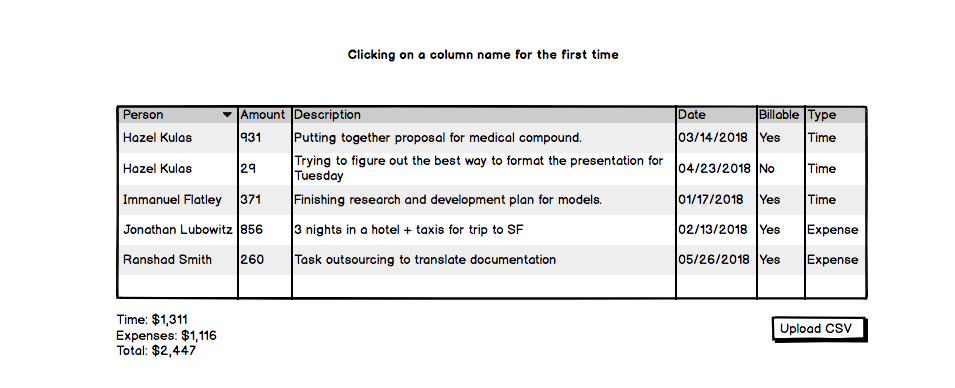 Clicking on a column name for the first time
Person Amount Description Date Billable Type
Hazel Kulas 931 Putting together proposal for medical compound. 03/14/2018 Yes Time
Hazel Kulas 29 Trying to figure out the best way to format the presentation for Tuesday 04/23/2018 No Time
Immanuel Flatley 371 Finishing research and development plan for models. 01/17/2018 Yes Time
Jonathan Lubowitz 856 3 nights in a hotel + taxis for trip to SF 02/13/2018 Yes Expense
Ranshad Smith 260 Task outsourcing to translate documentation 05/26/2018 Yes Expense
Time: $1,311
Expenses: $1,116
Total: $2,447
Upload CSV